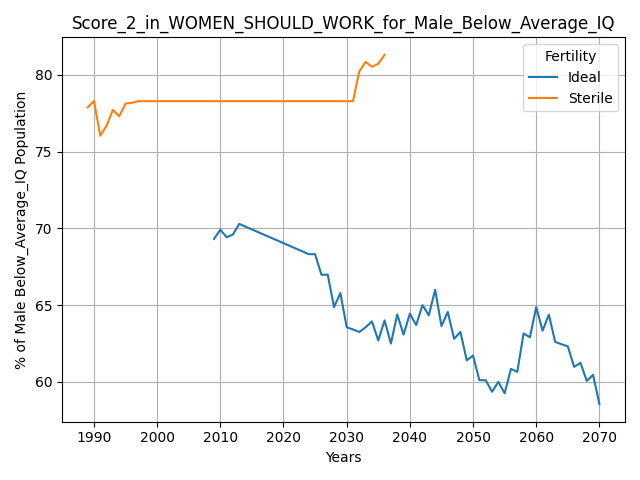 Score_2_in_WOMEN_SHOULD_WORK_for_Male_Below_Average_IQ
Fertility
Ideal
Sterile
% of Male Below_Average_IQ Population
80
75
70
65
60
1990 2000 2010 2020 2030 2040 2050 2060 2070
Years